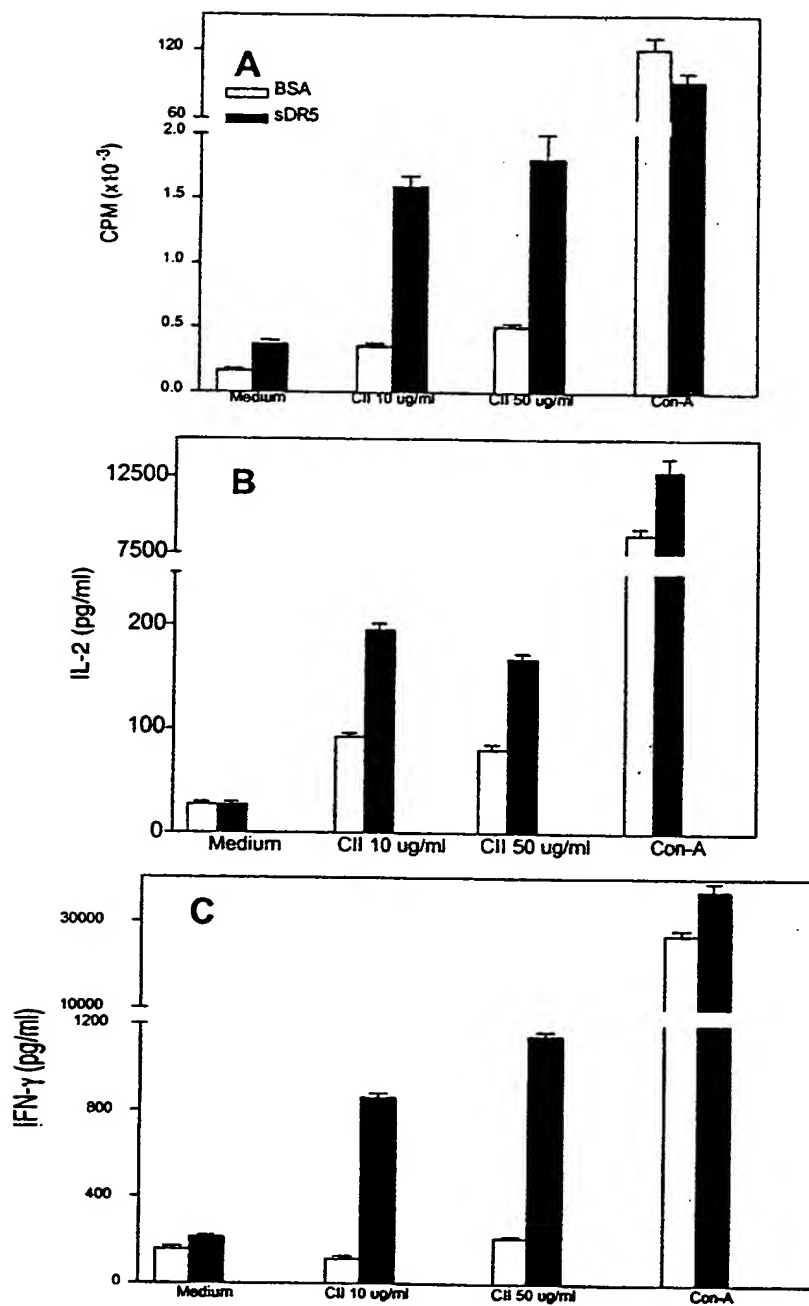 A
BSA
sDR5
CPM (x10⁻³)
120
60
2.0
1.5
1.0
0.5
0.0
Medium
CII 10 ug/ml
CII 50 ug/ml
Con-A
B
IL-2 (pg/ml)
12500
7500
200
100
0
Medium
CII 10 ug/ml
CII 50 ug/ml
Con-A
C
IFN-γ (pg/ml)
30000
10000
1200
800
400
0
Medium
CII 10 ug/ml
CII 50 ug/ml
Con-A